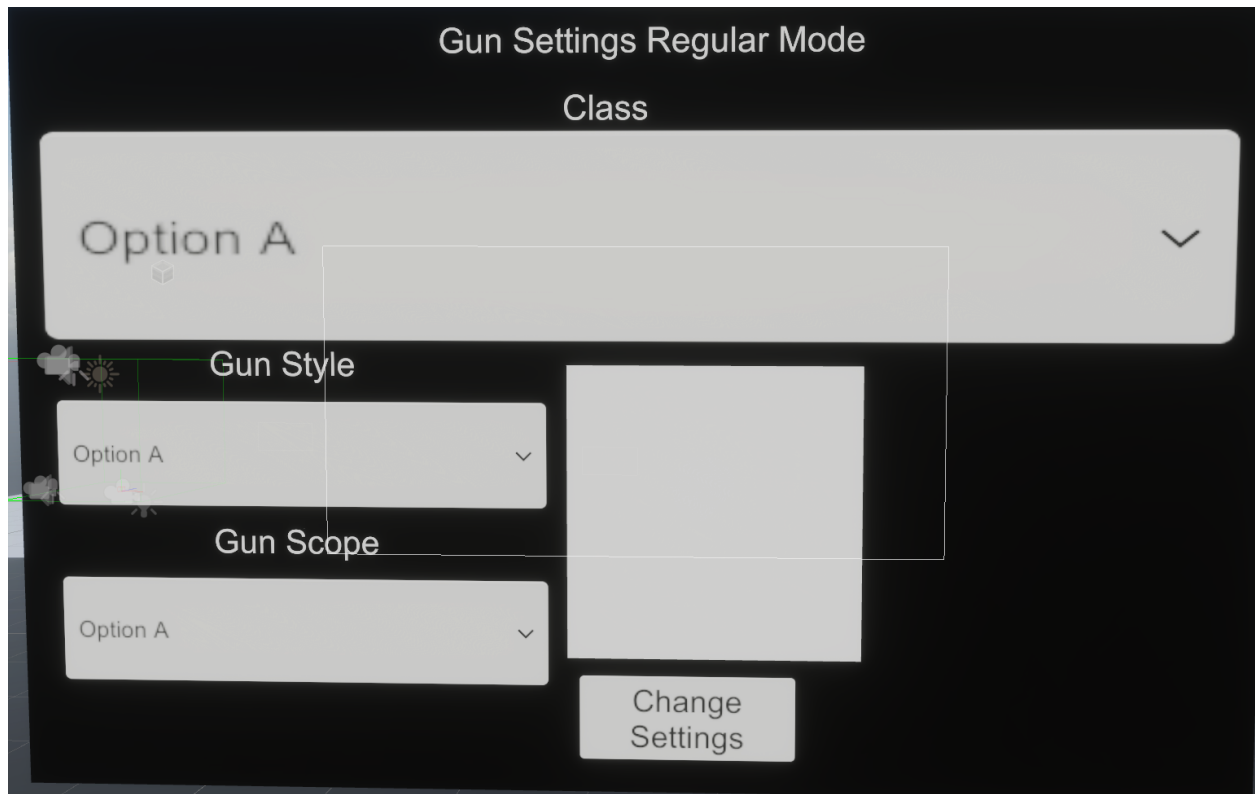 Gun Settings Regular Mode
Class
Option A
Gun Style
Option A
Gun Scope
Option A
Change
Settings